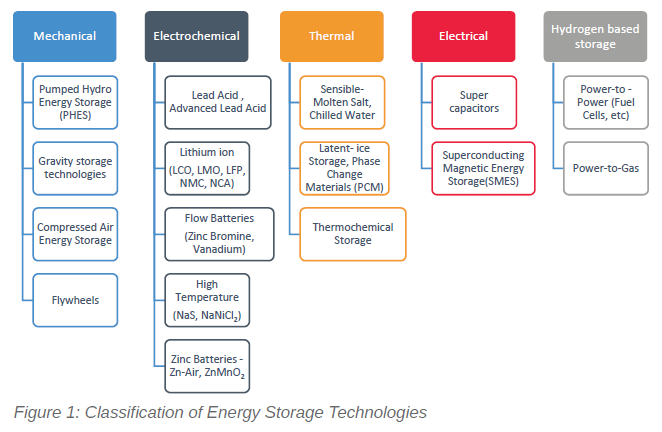 Mechanical
Pumped Hydro
Energy Storage
(PHES)
Gravity storage
technologies
Compressed Air
Energy Storage
Flywheels
Electrochemical
Lead Acid ,
Advanced Lead Acid
Lithium ion
(LCO, LMO, LFP,
NMC, NCA)
Flow Batteries
(Zinc Bromine,
Vanadium)
High
Temperature
(NaS, NaNiCl₂)
Zinc Batteries -
Zn-Air, ZnMnO₂
Thermal
Sensible-
Molten Salt,
Chilled Water
Latent- ice
Storage, Phase
Change
Materials (PCM)
Thermochemical
Storage
Electrical
Super
capacitors
Superconducting
Magnetic Energy
Storage(SMES)
Hydrogen based
storage
Power-to -
Power (Fuel
Cells, etc)
Power-to-Gas
Figure 1: Classification of Energy Storage Technologies